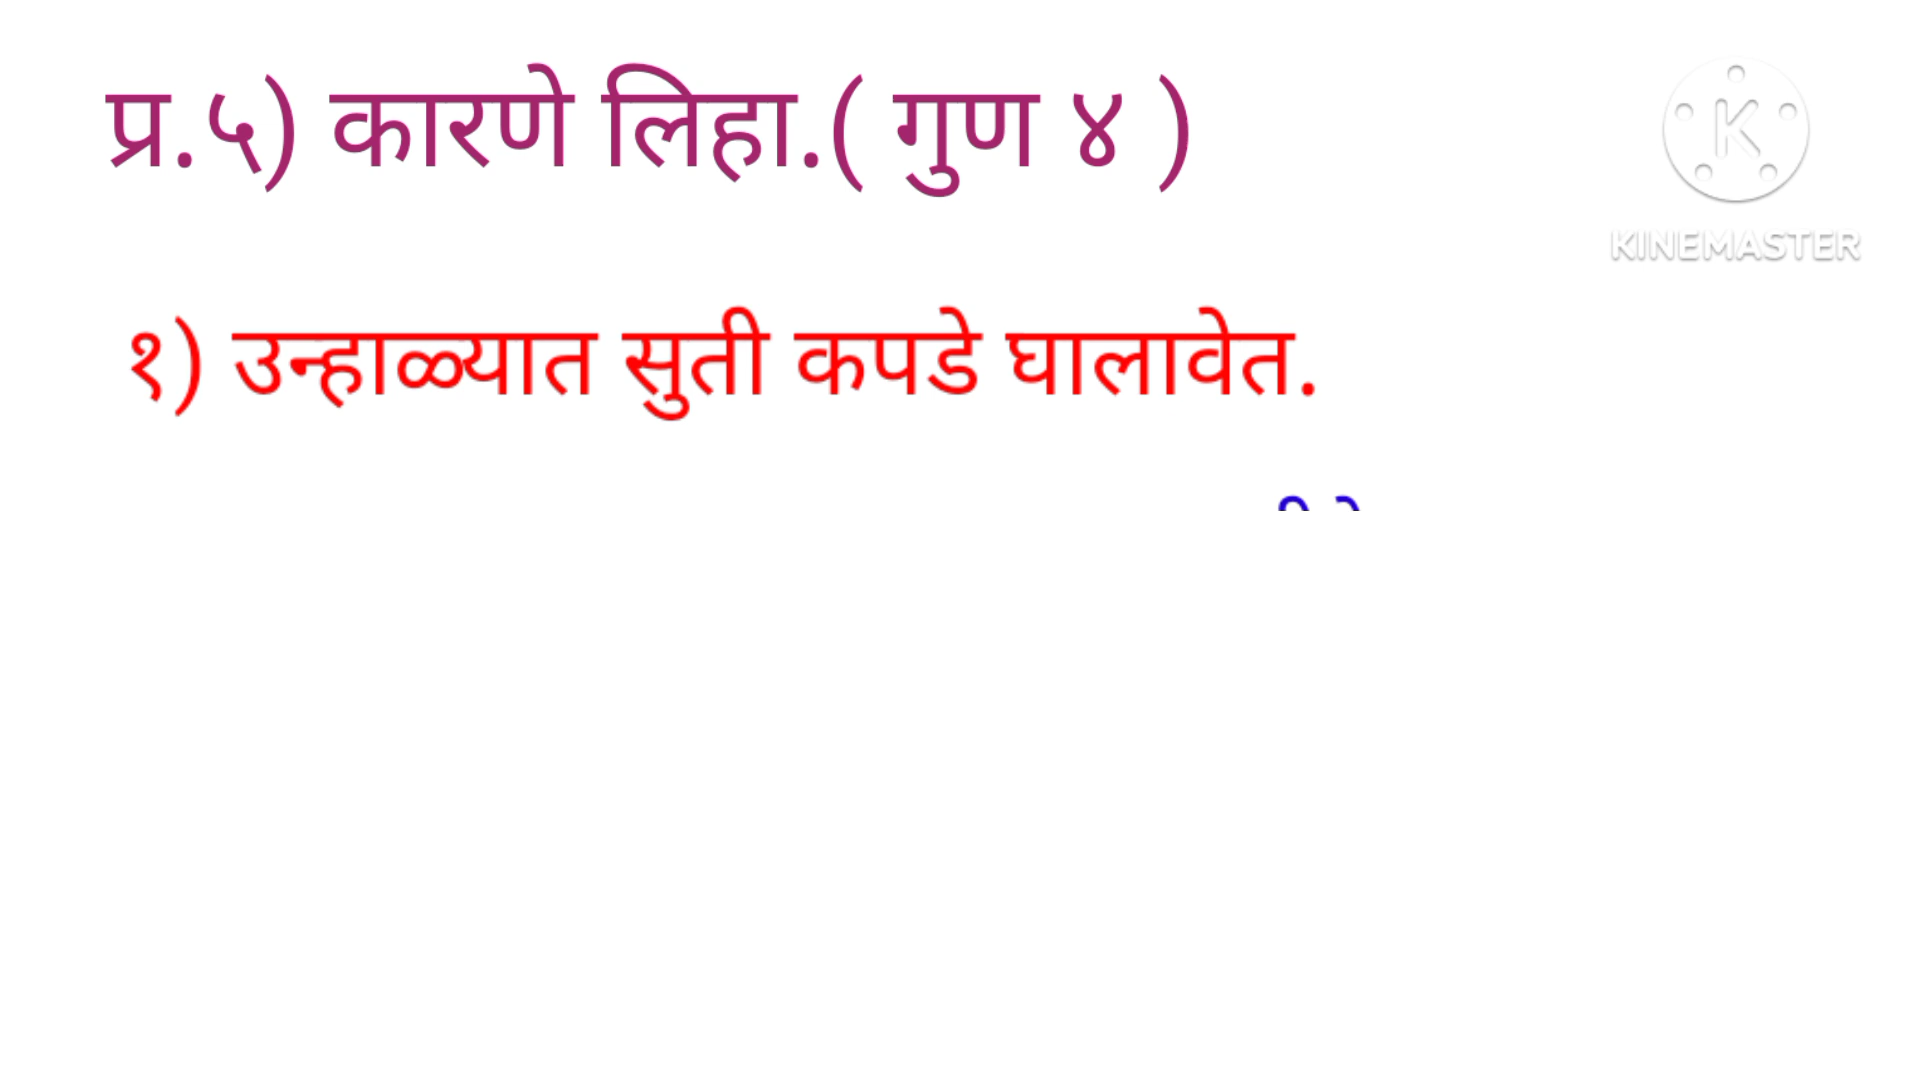 प्र.५) कारणे लिहा.( गुण ४ )
KINEMASTER
१) उन्हाळ्यात सुती कपडे घालावेत.